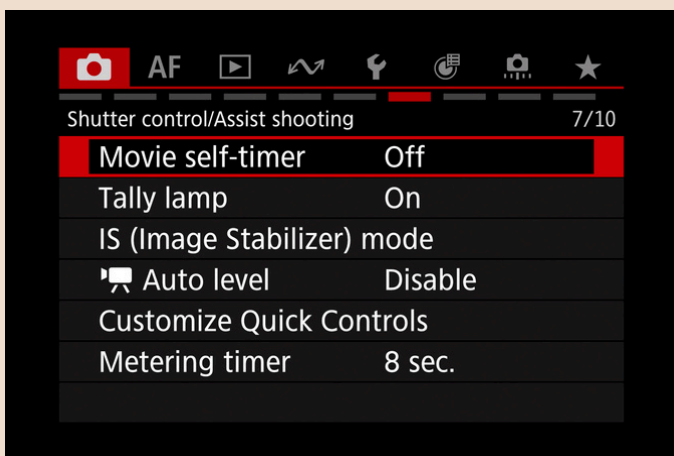 AF
Shutter control/Assist shooting 7/10
Movie self-timer Off
Tally lamp On
IS (Image Stabilizer) mode
Auto level Disable
Customize Quick Controls
Metering timer 8 sec.